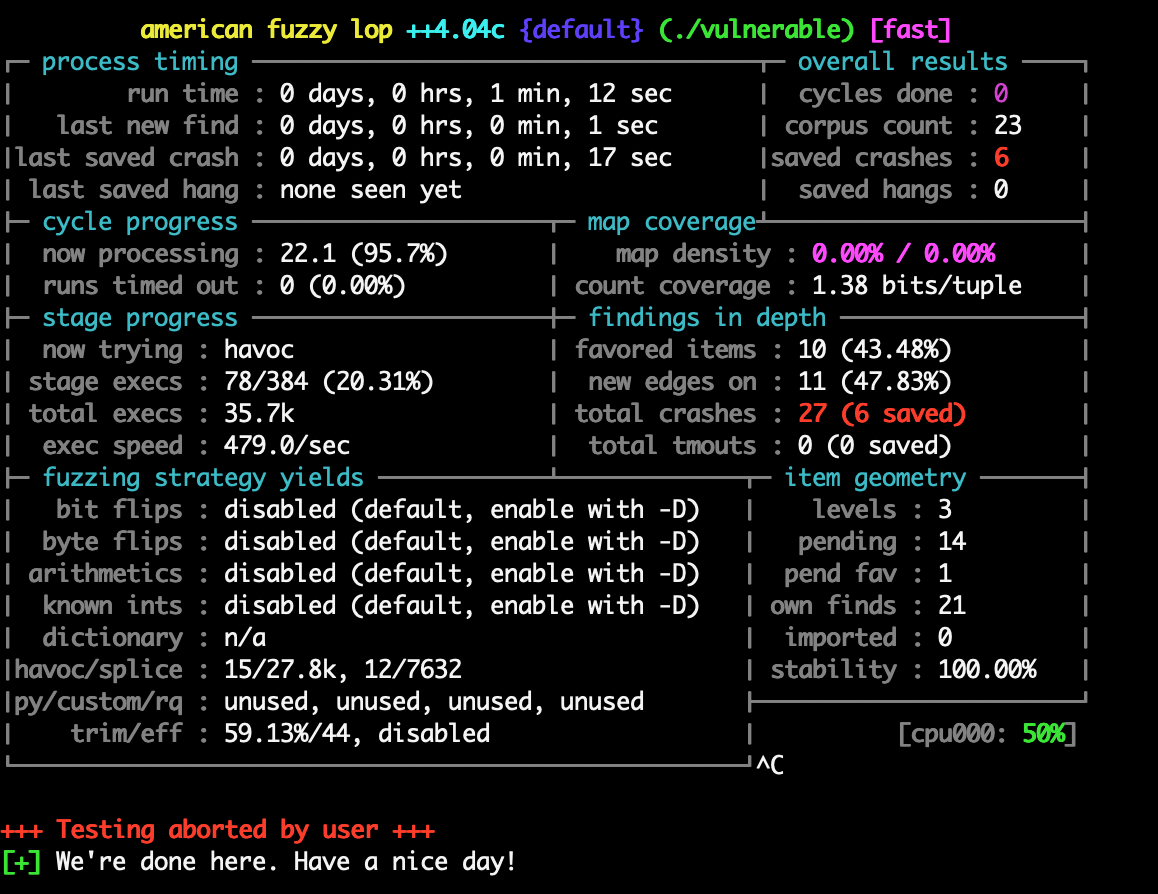 american fuzzy lop ++4.04c {default} (./vulnerable) [fast]
process timing overall results
run time : 0 days, 0 hrs, 1 min, 12 sec cycles done : 0
last new find : 0 days, 0 hrs, 0 min, 1 sec corpus count : 23
last saved crash : 0 days, 0 hrs, 0 min, 17 sec saved crashes : 6
last saved hang : none seen yet saved hangs : 0
cycle progress map coverage
now processing : 22.1 (95.7%) map density : 0.00% / 0.00%
runs timed out : 0 (0.00%) count coverage : 1.38 bits/tuple
stage progress findings in depth
now trying : havoc favored items : 10 (43.48%)
stage execs : 78/384 (20.31%) new edges on : 11 (47.83%)
total execs : 35.7k total crashes : 27 (6 saved)
exec speed : 479.0/sec total tmouts : 0 (0 saved)
fuzzing strategy yields item geometry
bit flips : disabled (default, enable with -D) levels : 3
byte flips : disabled (default, enable with -D) pending : 14
arithmetics : disabled (default, enable with -D) pend fav : 1
known ints : disabled (default, enable with -D) own finds : 21
dictionary : n/a imported : 0
havoc/splice : 15/27.8k, 12/7632 stability : 100.00%
py/custom/rq : unused, unused, unused, unused
trim/eff : 59.13%/44, disabled [cpu000: 50%]
^C
+++ Testing aborted by user +++
[+] We're done here. Have a nice day!